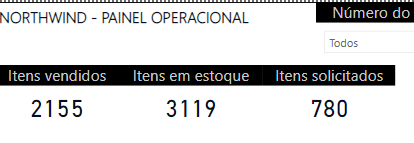 NORTHWIND - PAINEL OPERACIONAL
Número do
Todos
Itens vendidos Itens em estoque Itens solicitados
2155 3119 780